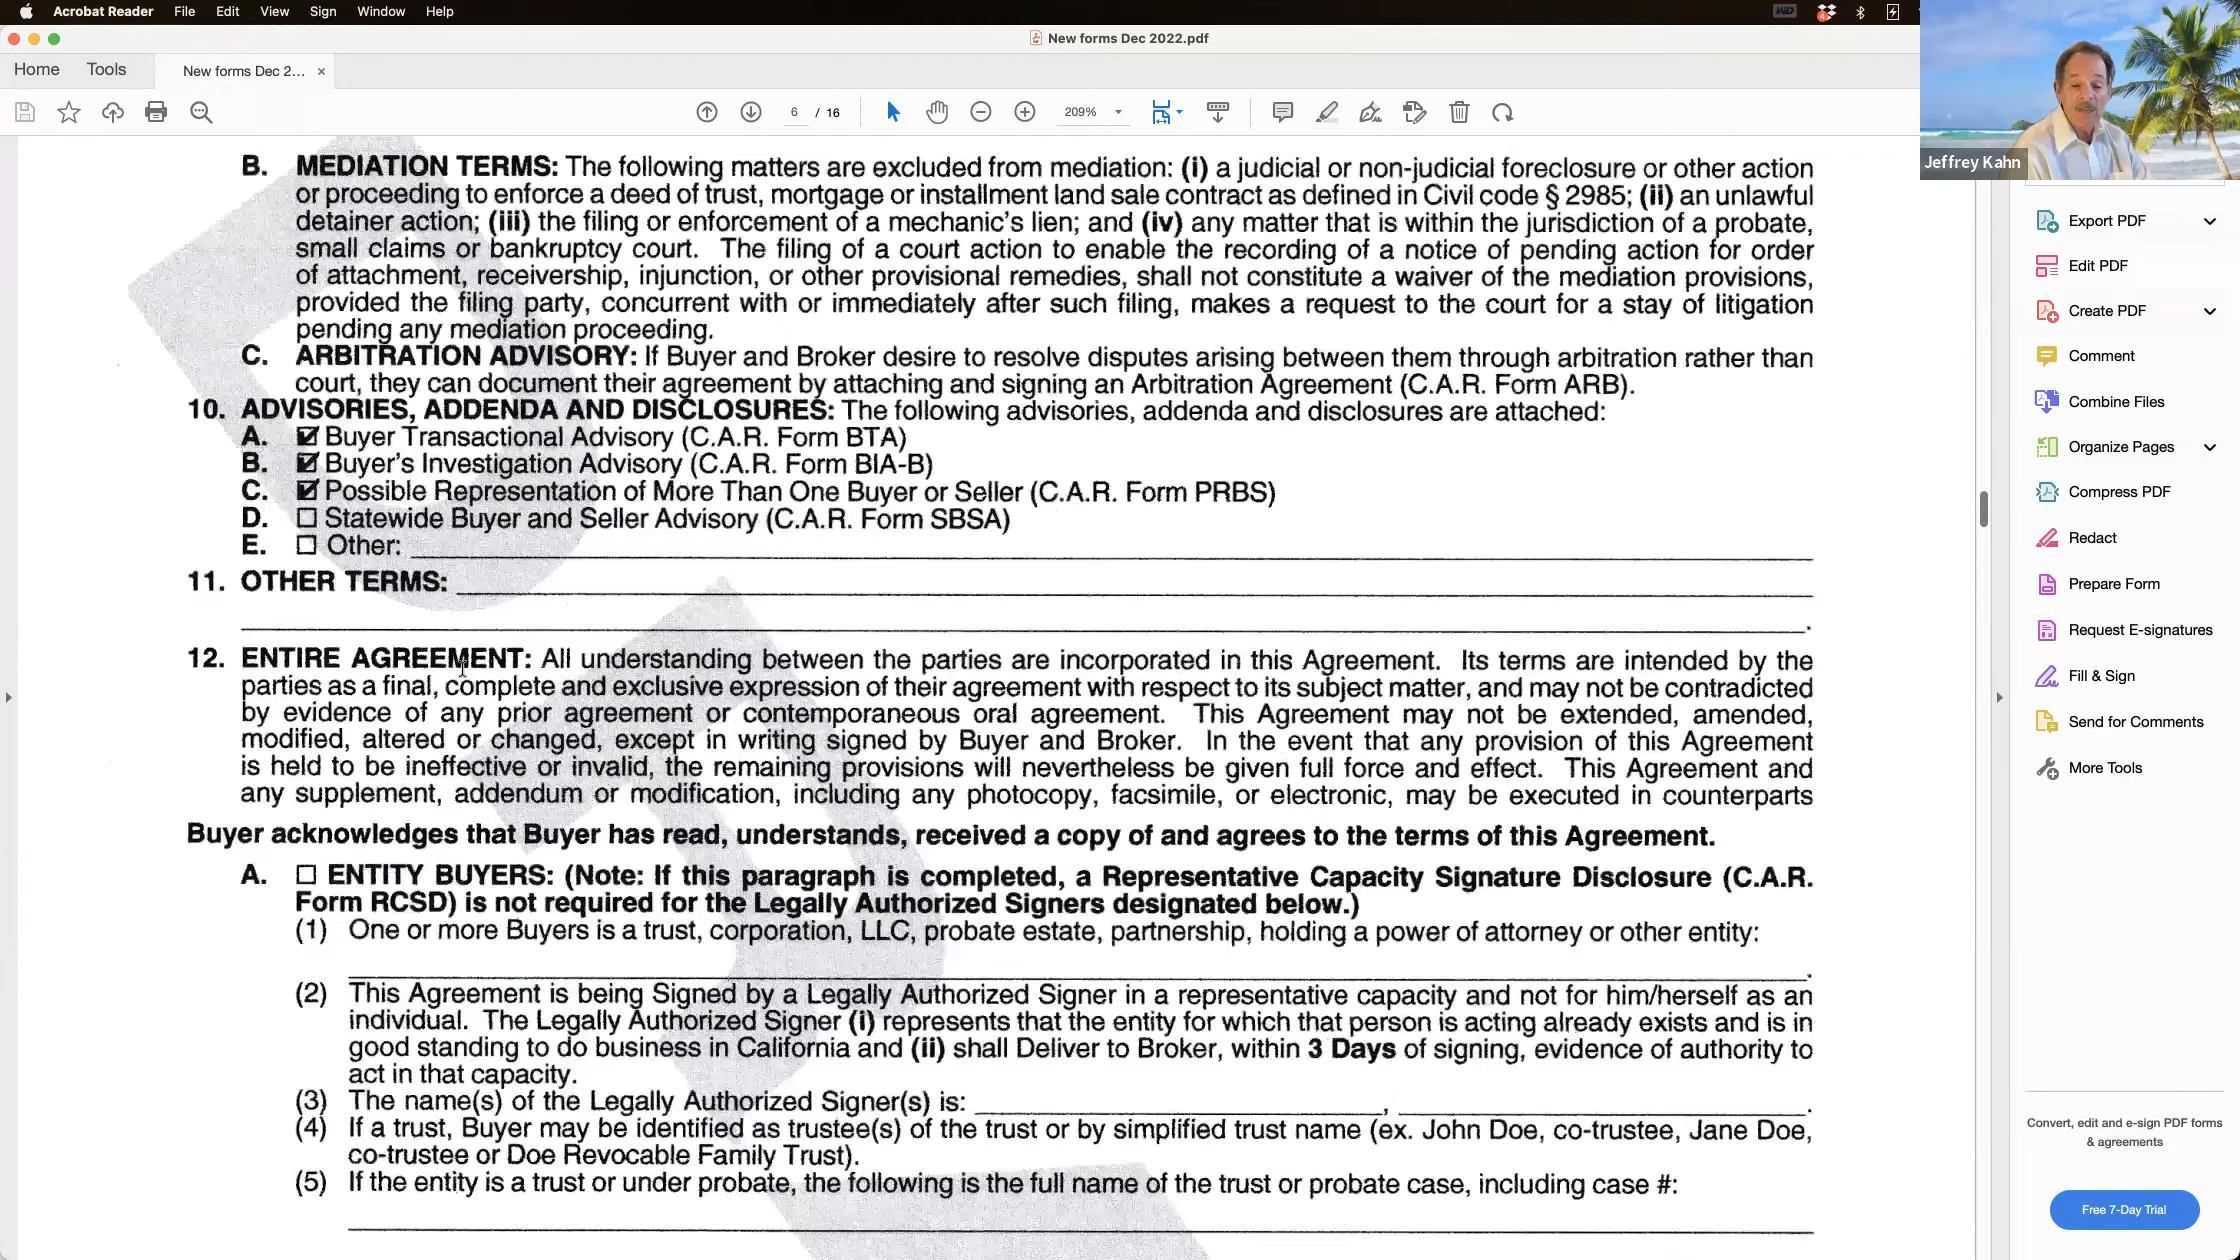 Acrobat Reader File Edit View Sign Window Help
New forms Dec 2022.pdf
Home Tools New forms Dec 2... ×
6 / 16 209%
Jeffrey Kahn
B. MEDIATION TERMS: The following matters are excluded from mediation: (i) a judicial or non-judicial foreclosure or other action
or proceeding to enforce a deed of trust, mortgage or installment land sale contract as defined in Civil code § 2985; (ii) an unlawful
detainer action; (iii) the filing or enforcement of a mechanic's lien; and (iv) any matter that is within the jurisdiction of a probate,
small claims or bankruptcy court. The filing of a court action to enable the recording of a notice of pending action for order
of attachment, receivership, injunction, or other provisional remedies, shall not constitute a waiver of the mediation provisions,
provided the filing party, concurrent with or immediately after such filing, makes a request to the court for a stay of litigation
pending any mediation proceeding.
C. ARBITRATION ADVISORY: If Buyer and Broker desire to resolve disputes arising between them through arbitration rather than
court, they can document their agreement by attaching and signing an Arbitration Agreement (C.A.R. Form ARB).
10. ADVISORIES, ADDENDA AND DISCLOSURES: The following advisories, addenda and disclosures are attached:
A. ☑ Buyer Transactional Advisory (C.A.R. Form BTA)
B. ☑ Buyer's Investigation Advisory (C.A.R. Form BIA-B)
C. ☑ Possible Representation of More Than One Buyer or Seller (C.A.R. Form PRBS)
D. ☐ Statewide Buyer and Seller Advisory (C.A.R. Form SBSA)
E. ☐ Other:
11. OTHER TERMS:
12. ENTIRE AGREEMENT: All understanding between the parties are incorporated in this Agreement. Its terms are intended by the
parties as a final, complete and exclusive expression of their agreement with respect to its subject matter, and may not be contradicted
by evidence of any prior agreement or contemporaneous oral agreement. This Agreement may not be extended, amended,
modified, altered or changed, except in writing signed by Buyer and Broker. In the event that any provision of this Agreement
is held to be ineffective or invalid, the remaining provisions will nevertheless be given full force and effect. This Agreement and
any supplement, addendum or modification, including any photocopy, facsimile, or electronic, may be executed in counterparts
Buyer acknowledges that Buyer has read, understands, received a copy of and agrees to the terms of this Agreement.
A. ☐ ENTITY BUYERS: (Note: If this paragraph is completed, a Representative Capacity Signature Disclosure (C.A.R.
Form RCSD) is not required for the Legally Authorized Signers designated below.)
(1) One or more Buyers is a trust, corporation, LLC, probate estate, partnership, holding a power of attorney or other entity:
(2) This Agreement is being Signed by a Legally Authorized Signer in a representative capacity and not for him/herself as an
individual. The Legally Authorized Signer (i) represents that the entity for which that person is acting already exists and is in
good standing to do business in California and (ii) shall Deliver to Broker, within 3 Days of signing, evidence of authority to
act in that capacity.
(3) The name(s) of the Legally Authorized Signer(s) is: , .
(4) If a trust, Buyer may be identified as trustee(s) of the trust or by simplified trust name (ex. John Doe, co-trustee, Jane Doe,
co-trustee or Doe Revocable Family Trust).
(5) If the entity is a trust or under probate, the following is the full name of the trust or probate case, including case #:
Export PDF
Edit PDF
Create PDF
Comment
Combine Files
Organize Pages
Compress PDF
Redact
Prepare Form
Request E-signatures
Fill & Sign
Send for Comments
More Tools
Convert, edit and e-sign PDF forms
& agreements
Free 7-Day Trial